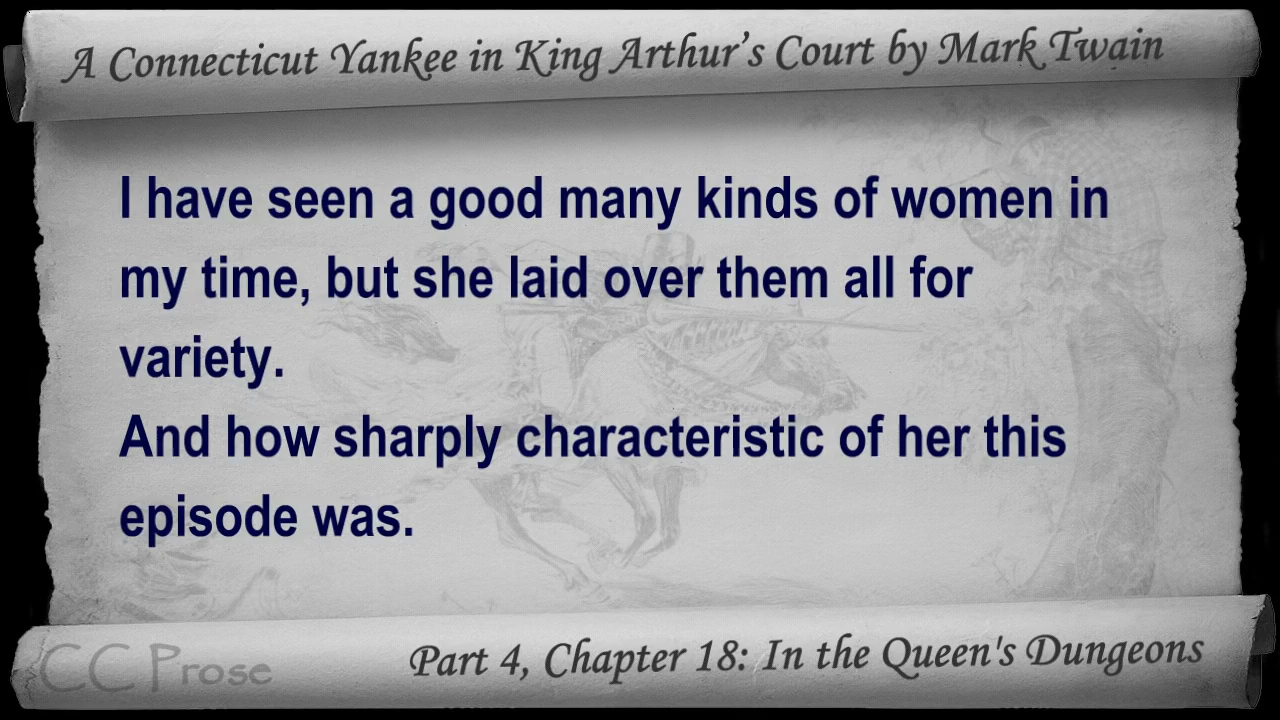 A Connecticut Yankee in King Arthur's Court by Mark Twain
I have seen a good many kinds of women in
my time, but she laid over them all for
variety.
And how sharply characteristic of her this
episode was.
CC Prose
Part 4, Chapter 18: In the Queen's Dungeons